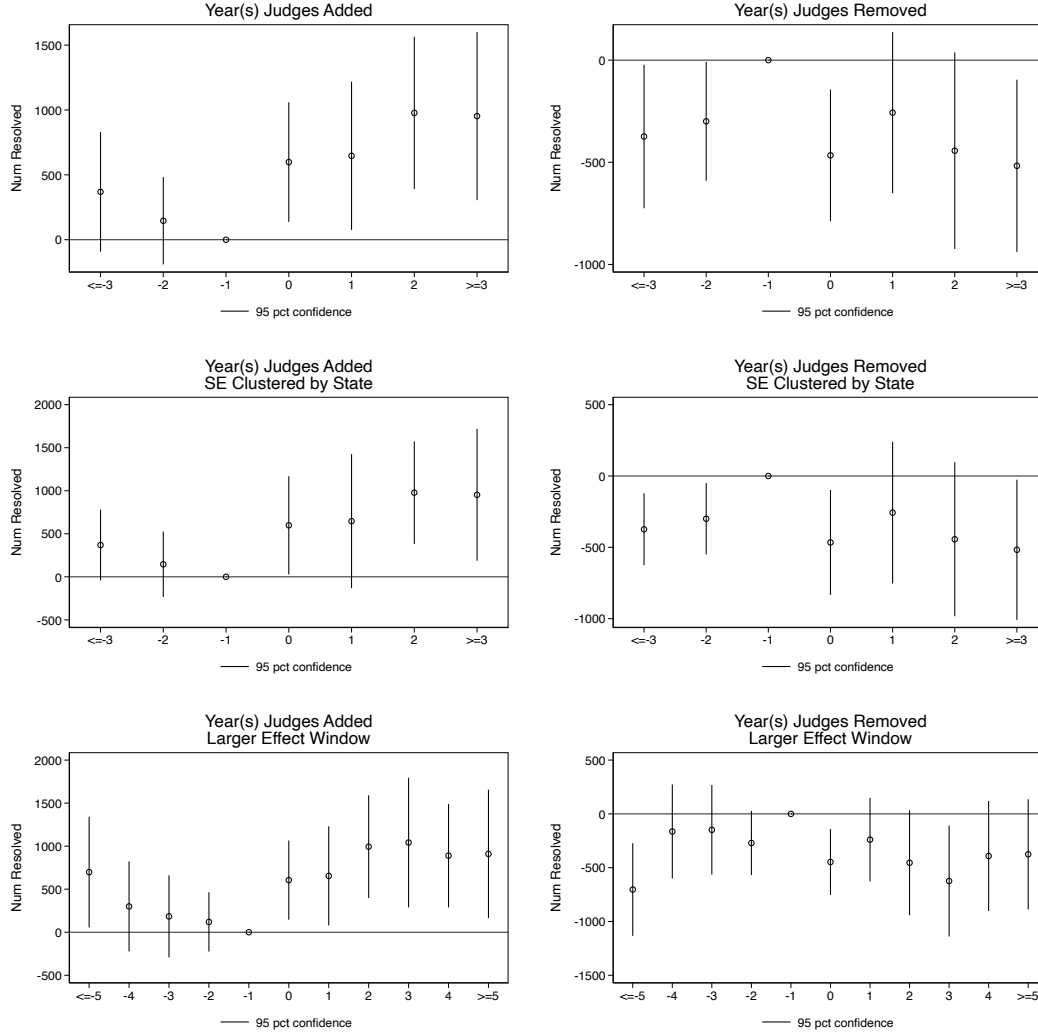 Year(s) Judges Added
Num Resolved
1500
1000
500
0
<=-3 -2 -1 0 1 2 >=3
95 pct confidence
Year(s) Judges Removed
Num Resolved
0
-500
-1000
<=-3 -2 -1 0 1 2 >=3
95 pct confidence
Year(s) Judges Added
SE Clustered by State
Num Resolved
2000
1500
1000
500
0
-500
<=-3 -2 -1 0 1 2 >=3
95 pct confidence
Year(s) Judges Removed
SE Clustered by State
Num Resolved
500
0
-500
-1000
<=-3 -2 -1 0 1 2 >=3
95 pct confidence
Year(s) Judges Added
Larger Effect Window
Num Resolved
2000
1500
1000
500
0
-500
<=-5 -4 -3 -2 -1 0 1 2 3 4 >=5
95 pct confidence
Year(s) Judges Removed
Larger Effect Window
Num Resolved
500
0
-500
-1000
-1500
<=-5 -4 -3 -2 -1 0 1 2 3 4 >=5
95 pct confidence